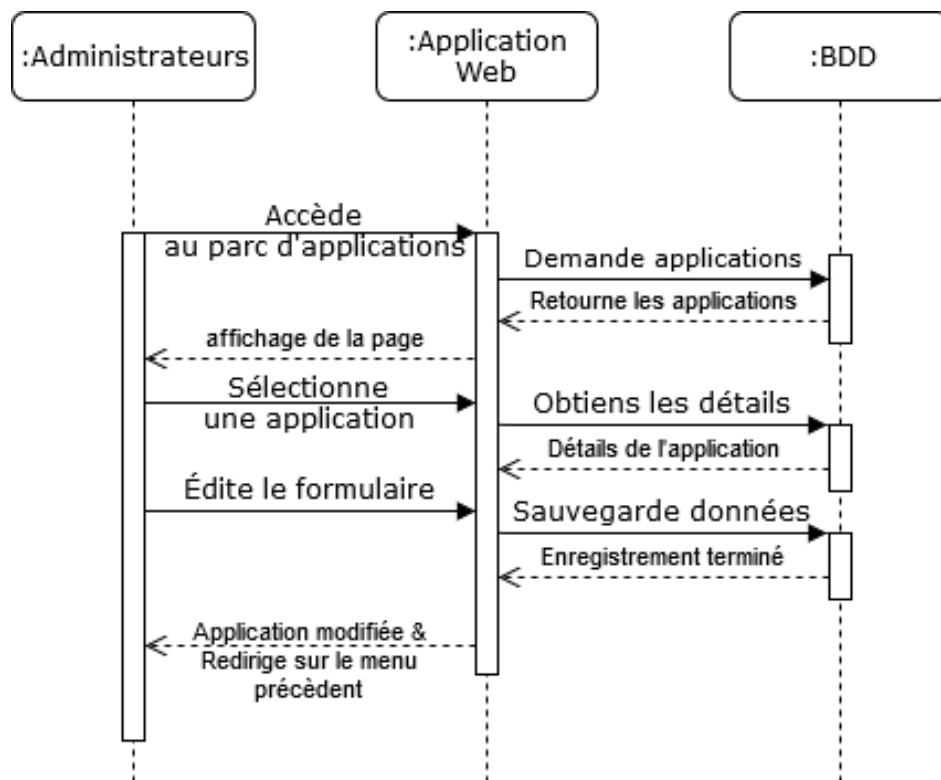 :Administrateurs
:Application
Web
:BDD
Accède
au parc d'applications
Demande applications
Retourne les applications
affichage de la page
Sélectionne
une application
Obtiens les détails
Détails de l'application
Édite le formulaire
Sauvegarde données
Enregistrement terminé
Application modifiée &
Redirige sur le menu
précèdent